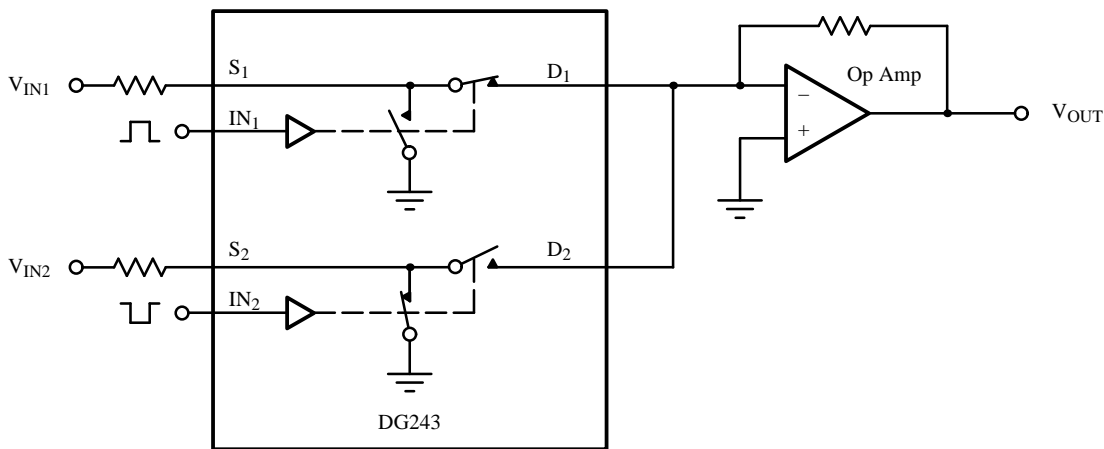 V_IN1
S_1
D_1
Op Amp
IN_1
−
+
V_OUT
V_IN2
S_2
D_2
IN_2
DG243